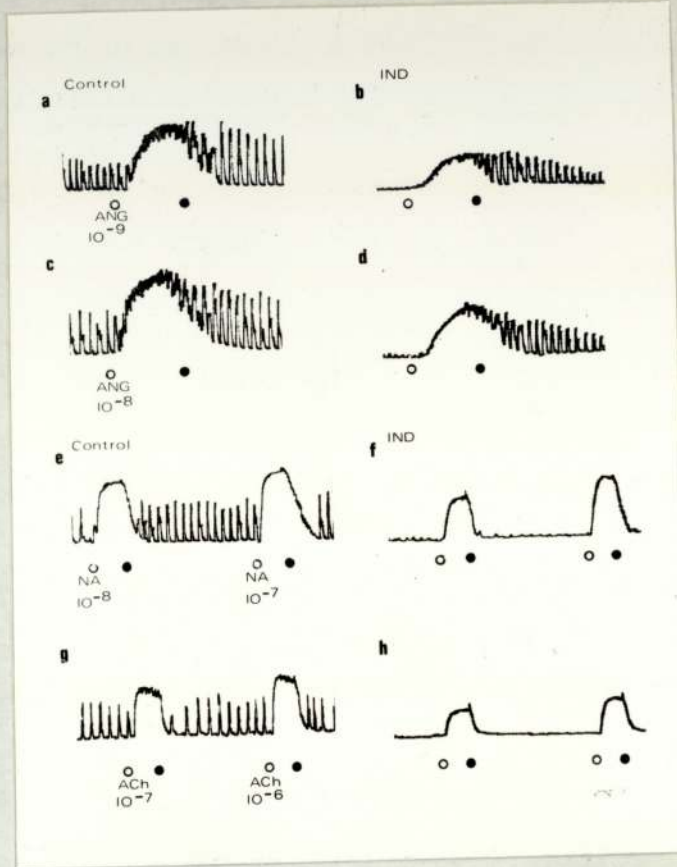 Control
IND
a
b
ANG
10-9
c
d
ANG
10-8
Control
IND
e
f
NA
10-8
NA
10-7
g
h
ACh
10-7
ACh
10-6